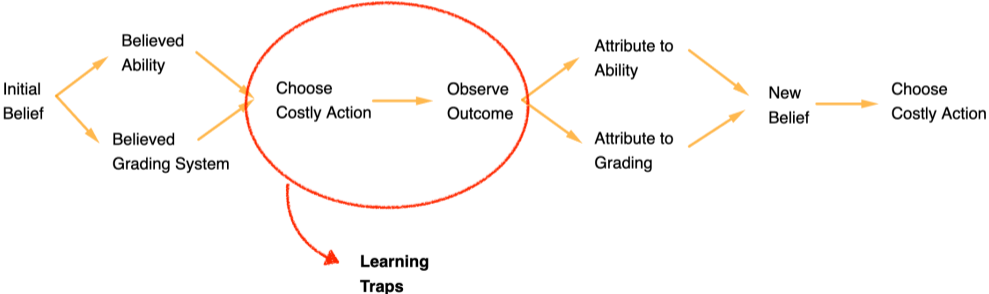 Initial
Belief
Believed
Ability
Believed
Grading System
Choose
Costly Action
Observe
Outcome
Attribute to
Ability
Attribute to
Grading
New
Belief
Choose
Costly Action
Learning
Traps